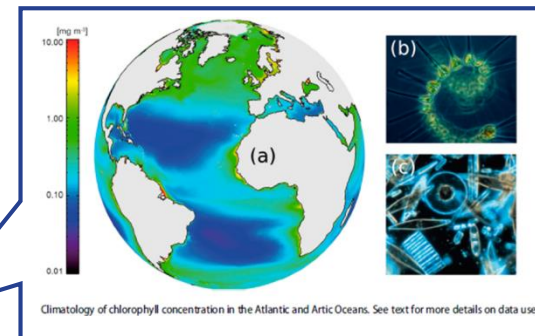 [mg m⁻³]
10.00
1.00
0.10
0.01
(a)
(b)
(c)
Climatology of chlorophyll concentration in the Atlantic and Artic Oceans. See text for more details on data use